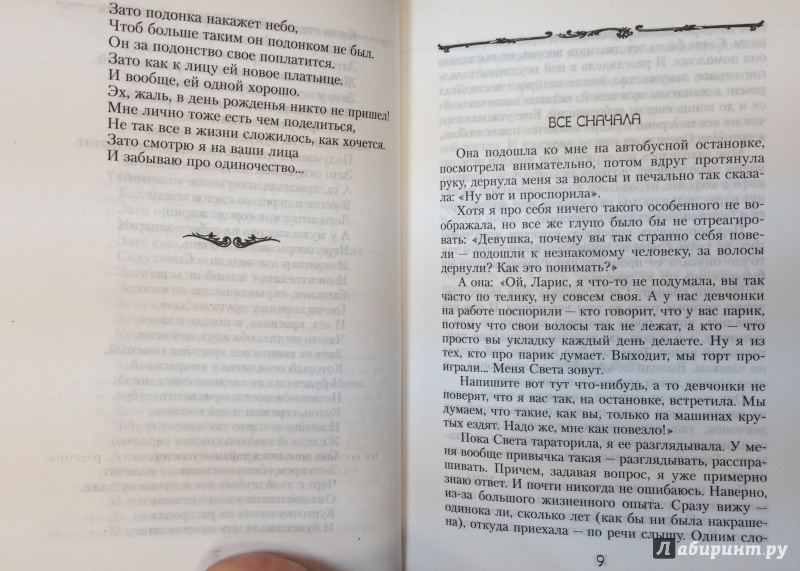 Зато подонка накажет небо,
Чтоб больше таким он подонком не был.
Он за подонство свое поплатится.
Зато как к лицу ей новое платьице.
И вообще, ей одной хорошо.
Эх, жаль, в день рожденья никто не пришел!
Мне лично тоже есть чем поделиться,
Не так все в жизни сложилось, как хочется.
Зато смотрю я на ваши лица
И забываю про одиночество...
ВСЕ СНАЧАЛА
Она подошла ко мне на автобусной остановке,
посмотрела внимательно, потом вдруг протянула
руку, дернула меня за волосы и печально так сказа-
ла: «Ну вот и проспорила».
Хотя я про себя ничего такого особенного не во-
ображала, но все же глупо было бы не отреагиро-
вать: «Девушка, почему вы так странно себя пове-
ли — подошли к незнакомому человеку, за волосы
дернули? Как это понимать?»
А она: «Ой, Ларис, я что-то не подумала, вы так
часто по телику, ну совсем своя. А у нас девчонки
на работе поспорили — кто говорит, что у вас парик,
потому что свои волосы так не лежат, а кто — что
просто вы укладку каждый день делаете. Ну я из
тех, кто про парик думает. Выходит, мы торт про-
играли... Меня Света зовут.
Напишите вот тут что-нибудь, а то девчонки не
поверят, что я вас так, на остановке, встретила. Мы
думаем, что такие, как вы, только на машинах кру-
тых ездят. Надо же, мне как повезло!»
Пока Света тараторила, я ее разглядывала. У ме-
ня вообще привычка такая — разглядывать, расспра-
шивать. Причем, задавая вопрос, я уже примерно
знаю ответ. И почти никогда не ошибаюсь. Наверно,
из-за большого жизненного опыта. Сразу вижу —
одинока ли, сколько лет (как бы ни была накраше-
на), откуда приехала — по речи слышу. Одним сло-
9
Лабиринт.ру